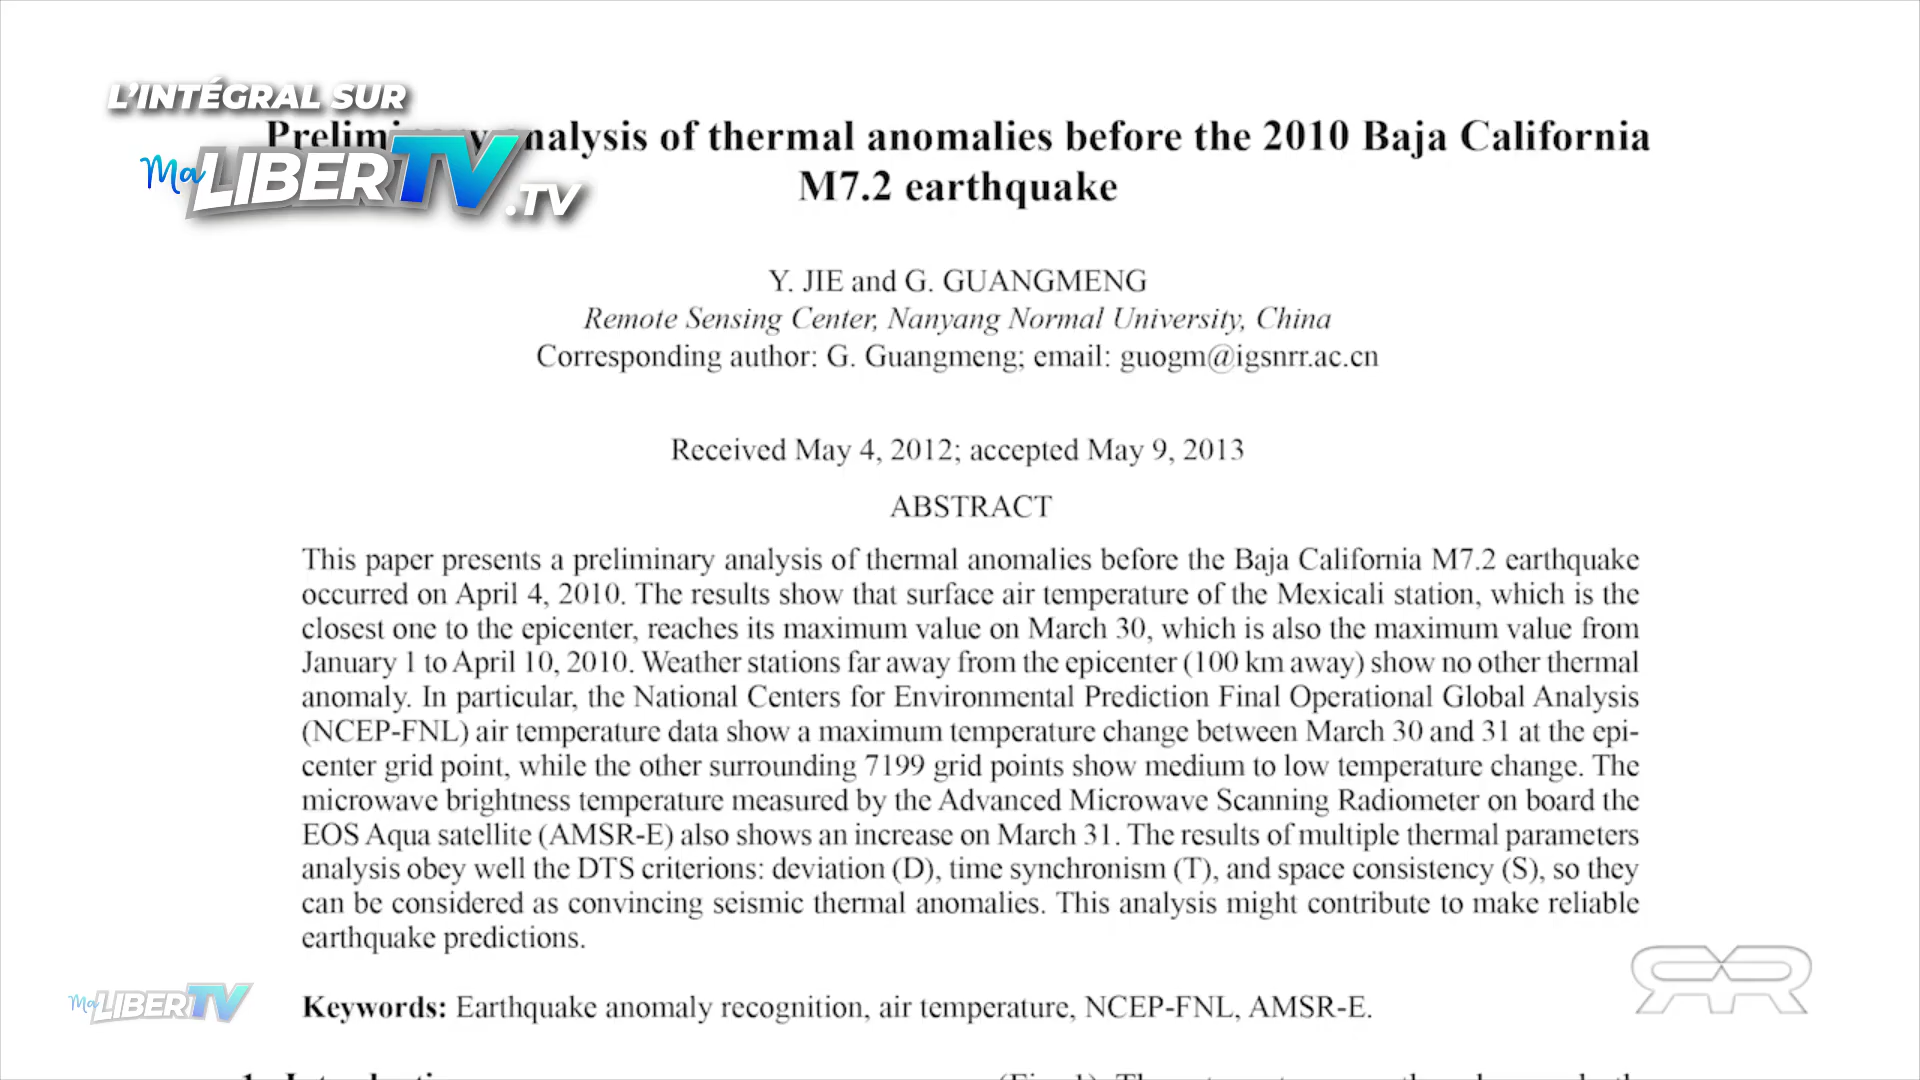 L'INTÉGRAL SUR
Ma LIBERTV.TV
analysis of thermal anomalies before the 2010 Baja California
M7.2 earthquake
Y. JIE and G. GUANGMENG
Remote Sensing Center, Nanyang Normal University, China
Corresponding author: G. Guangmeng; email: guogm@igsnrr.ac.cn
Received May 4, 2012; accepted May 9, 2013
ABSTRACT
This paper presents a preliminary analysis of thermal anomalies before the Baja California M7.2 earthquake
occurred on April 4, 2010. The results show that surface air temperature of the Mexicali station, which is the
closest one to the epicenter, reaches its maximum value on March 30, which is also the maximum value from
January 1 to April 10, 2010. Weather stations far away from the epicenter (100 km away) show no other thermal
anomaly. In particular, the National Centers for Environmental Prediction Final Operational Global Analysis
(NCEP-FNL) air temperature data show a maximum temperature change between March 30 and 31 at the epi-
center grid point, while the other surrounding 7199 grid points show medium to low temperature change. The
microwave brightness temperature measured by the Advanced Microwave Scanning Radiometer on board the
EOS Aqua satellite (AMSR-E) also shows an increase on March 31. The results of multiple thermal parameters
analysis obey well the DTS criterions: deviation (D), time synchronism (T), and space consistency (S), so they
can be considered as convincing seismic thermal anomalies. This analysis might contribute to make reliable
earthquake predictions.
Keywords: Earthquake anomaly recognition, air temperature, NCEP-FNL, AMSR-E.
Ma LIBERTV